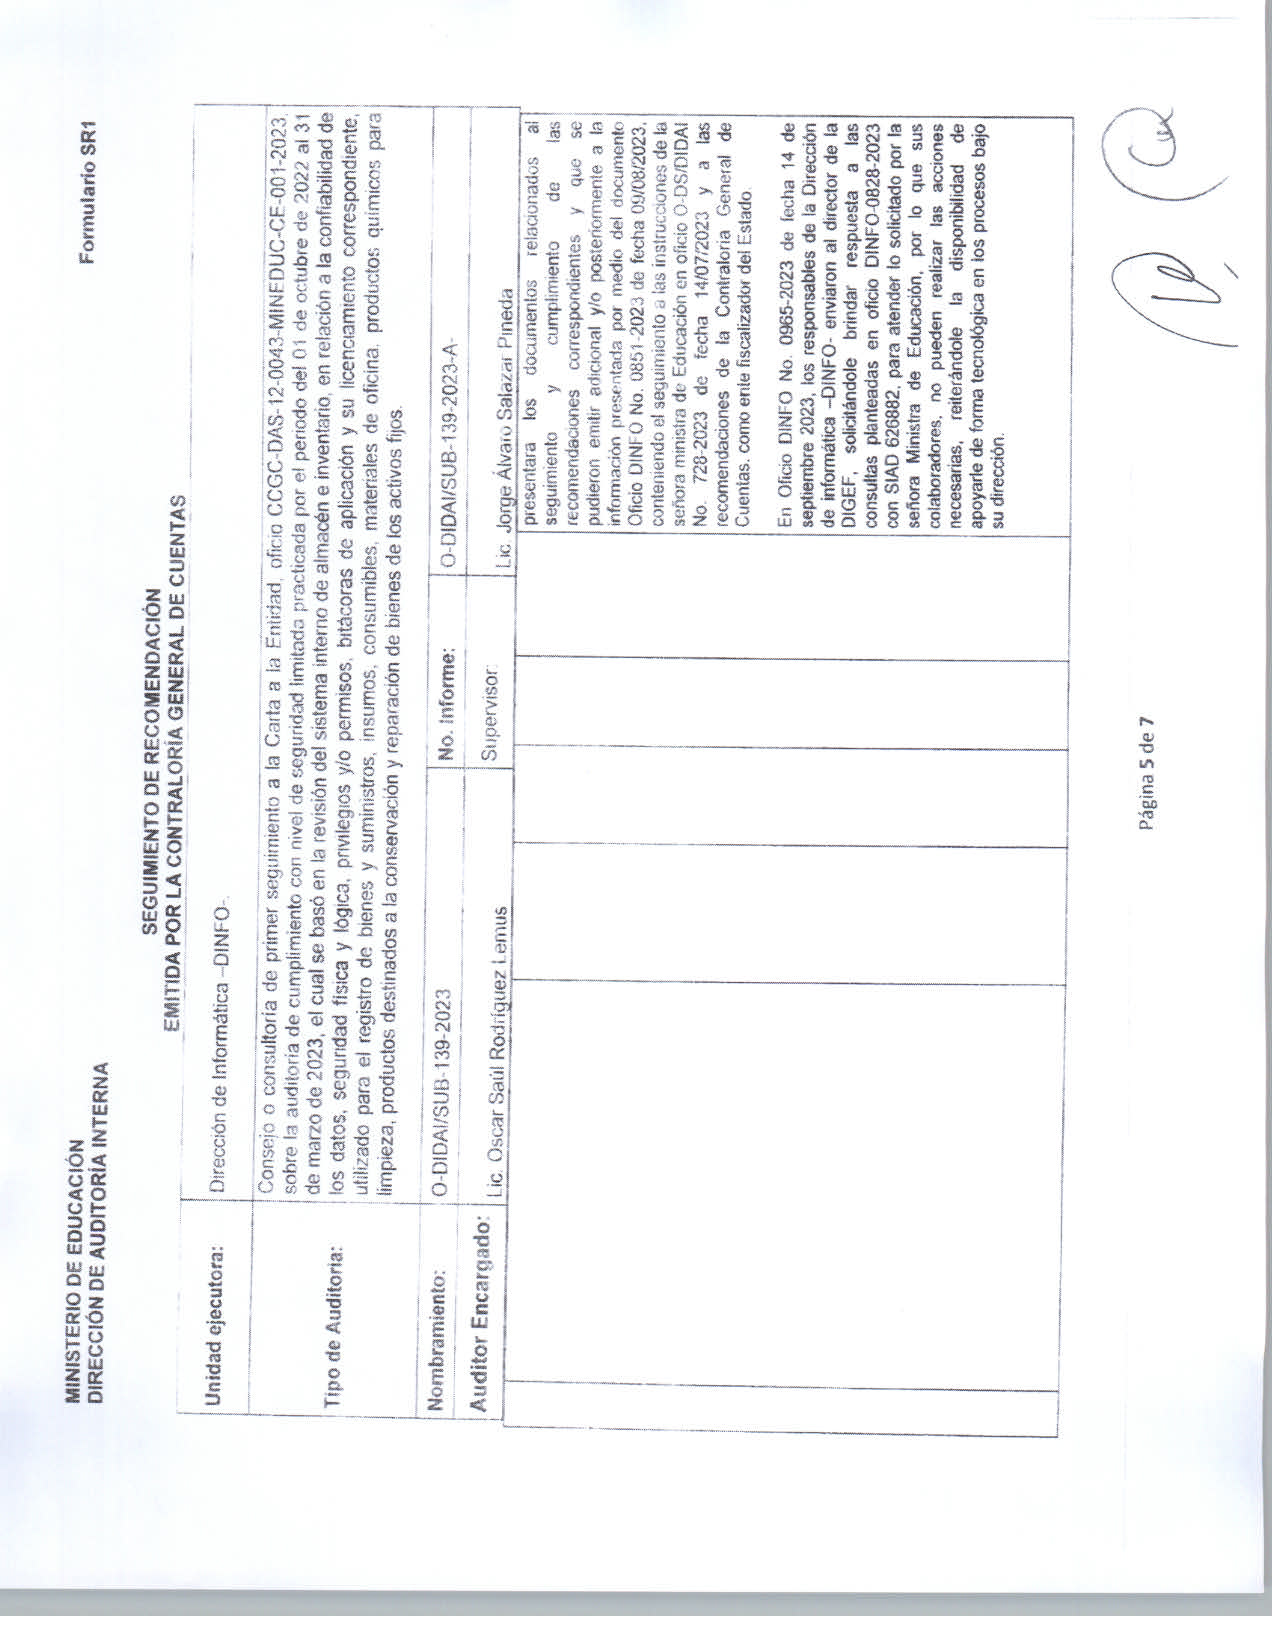 MINISTERIO DE EDUCACIÓN
DIRECCIÓN DE AUDITORÍA INTERNA
Formulario SR1
SEGUIMIENTO DE RECOMENDACIÓN
EMITIDA POR LA CONTRALORÍA GENERAL DE CUENTAS
Unidad ejecutora:
Dirección de Informática –DINFO-.
Tipo de Auditoria:
Consejo o consultoria de primer seguimiento a la Carta a la Entidad, oficio CCGC-DAS-12-0043-MINEDUC-CE-001-2023,
sobre la auditoria de cumplimiento con nivel de seguridad limitada practicada por el periodo del 01 de octubre de 2022 al 31
de marzo de 2023, el cual se basó en la revisión del sistema interno de almacén e inventario, en relación a la confiabilidad de
los datos, seguridad física y lógica, privilegios y/o permisos, bitácoras de aplicación y su licenciamiento correspondiente,
utilizado para el registro de bienes y suministros, insumos, consumibles, materiales de oficina, productos químicos para
limpieza, productos destinados a la conservación y reparación de bienes de los activos fijos.
Nombramiento:
O-DIDAI/SUB-139-2023
No. Informe:
O-DIDAI/SUB-139-2023-A-
Auditor Encargado:
Lic. Oscar Saúl Rodríguez Lemus
Supervisor:
Lic. Jorge Álvaro Salazar Pineda
presentara los documentos relacionados al
seguimiento y cumplimiento de las
recomendaciones correspondientes y que se
pudieron emitir adicional y/o posteriormente a la
información presentada por medio del documento
Oficio DINFO No. 0851-2023 de fecha 09/08/2023,
conteniendo el seguimiento a las instrucciones de la
señora ministra de Educación en oficio O-DS/DIDAI
No. 728-2023 de fecha 14/07/2023 y a las
recomendaciones de la Contraloría General de
Cuentas, como ente fiscalizador del Estado.
En Oficio DINFO No. 0965-2023 de fecha 14 de
septiembre 2023, los responsables de la Dirección
de informática –DINFO- enviaron al director de la
DIGEF, solicitándole brindar respuesta a las
consultas planteadas en oficio DINFO-0828-2023
con SIAD 626882, para atender lo solicitado por la
señora Ministra de Educación, por lo que sus
colaboradores, no pueden realizar las acciones
necesarias, reiterándole la disponibilidad de
apoyarle de forma tecnológica en los procesos bajo
su dirección.
Página 5 de 7